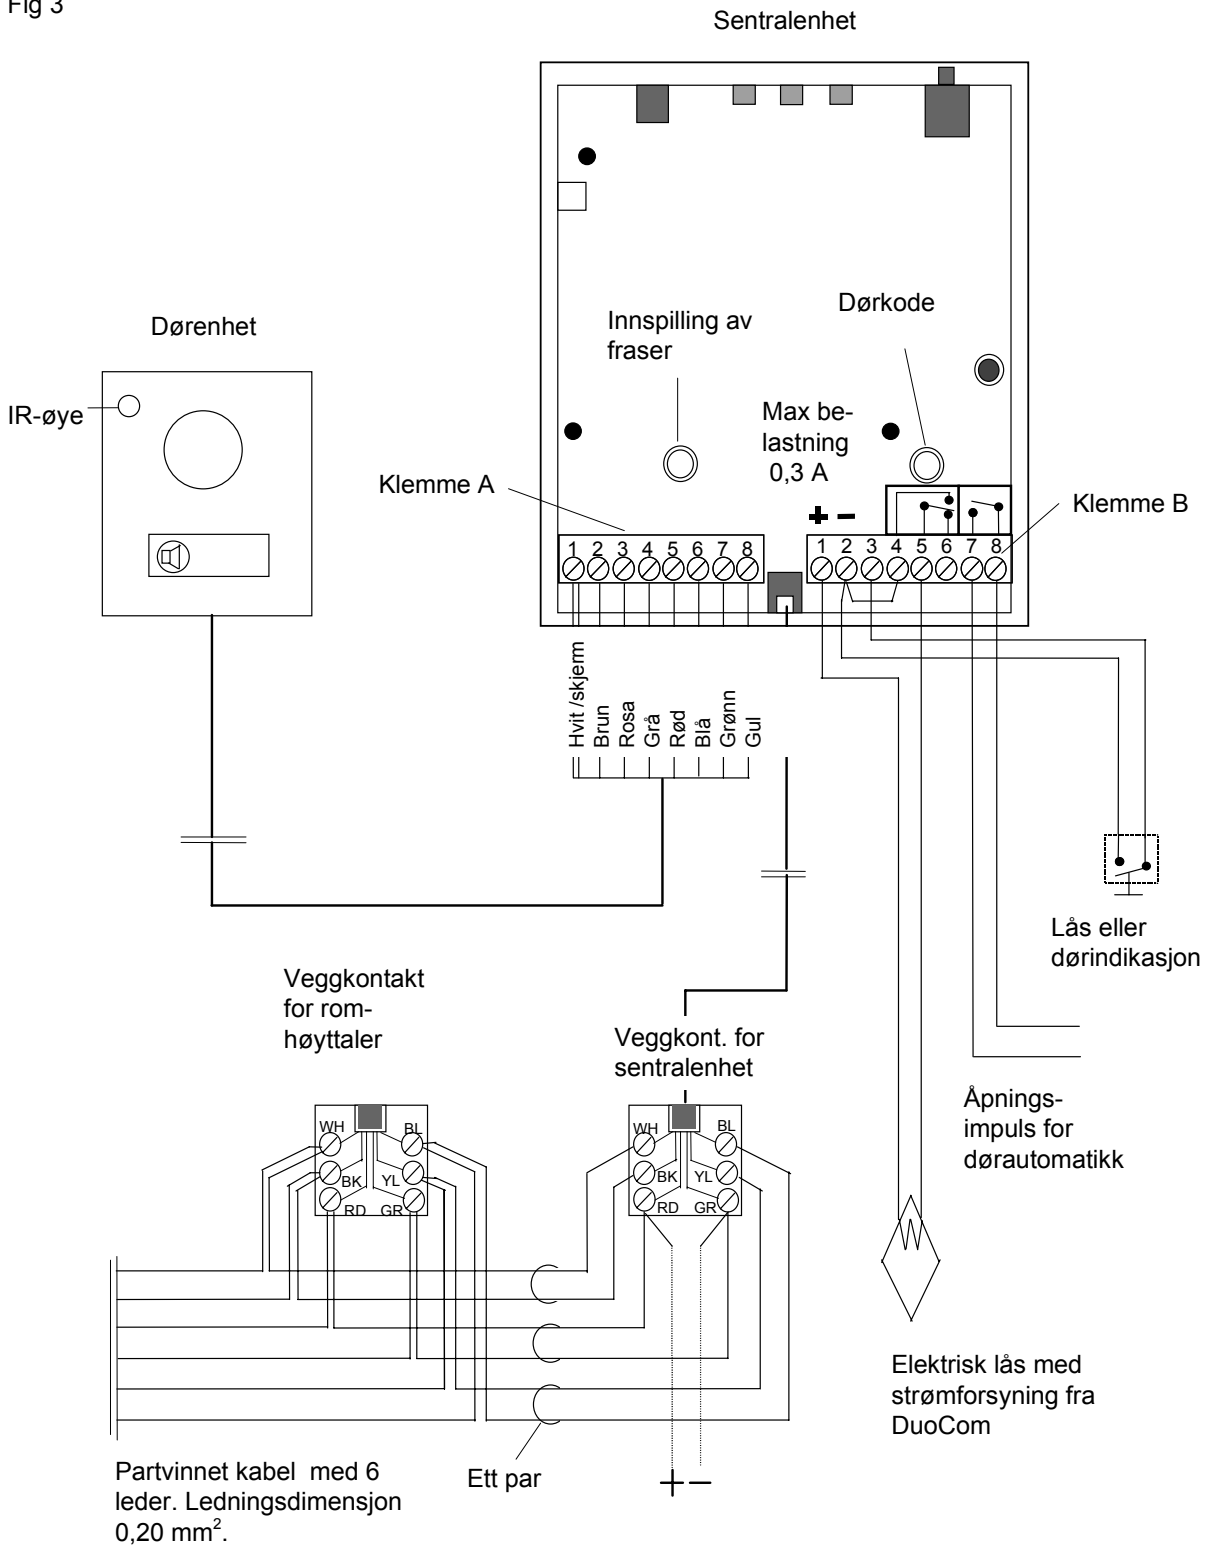 Fig 3
Sentralenhet
Dørenhet
IR-øye
Innspilling av
fraser
Dørkode
Max be-
lastning
0,3 A
Klemme A
Klemme B
+ −
1 2 3 4 5 6 7 8
1 2 3 4 5 6 7 8
Hvit /skjerm
Brun
Rosa
Grå
Rød
Blå
Grønn
Gul
Lås eller
dørindikasjon
Veggkontakt
for rom-
høyttaler
Veggkont. for
sentralenhet
Åpnings-
impuls for
dørautomatikk
WH BL
BK YL
RD GR
WH BL
BK YL
RD GR
Elektrisk lås med
strømforsyning fra
DuoCom
Ett par
+ −
Partvinnet kabel med 6
leder. Ledningsdimensjon
0,20 mm².